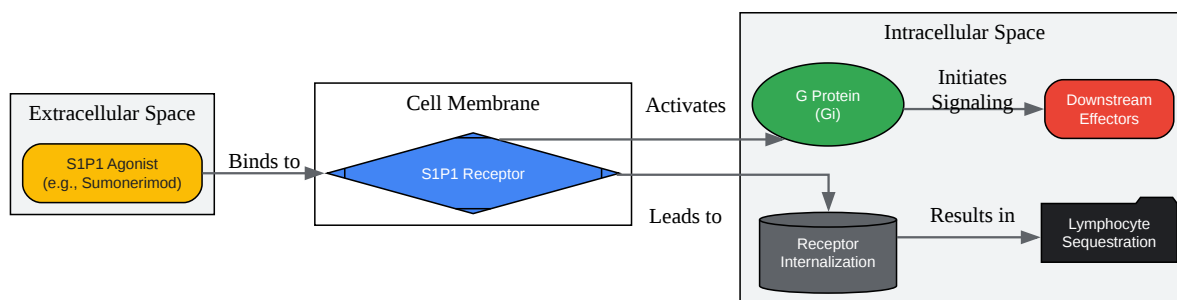 Extracellular Space
S1P1 Agonist
(e.g., Sumonerimod)
Binds to
Cell Membrane
S1P1 Receptor
Activates
Leads to
Intracellular Space
G Protein
(Gi)
Initiates
Signaling
Downstream
Effectors
Receptor
Internalization
Results in
Lymphocyte
Sequestration